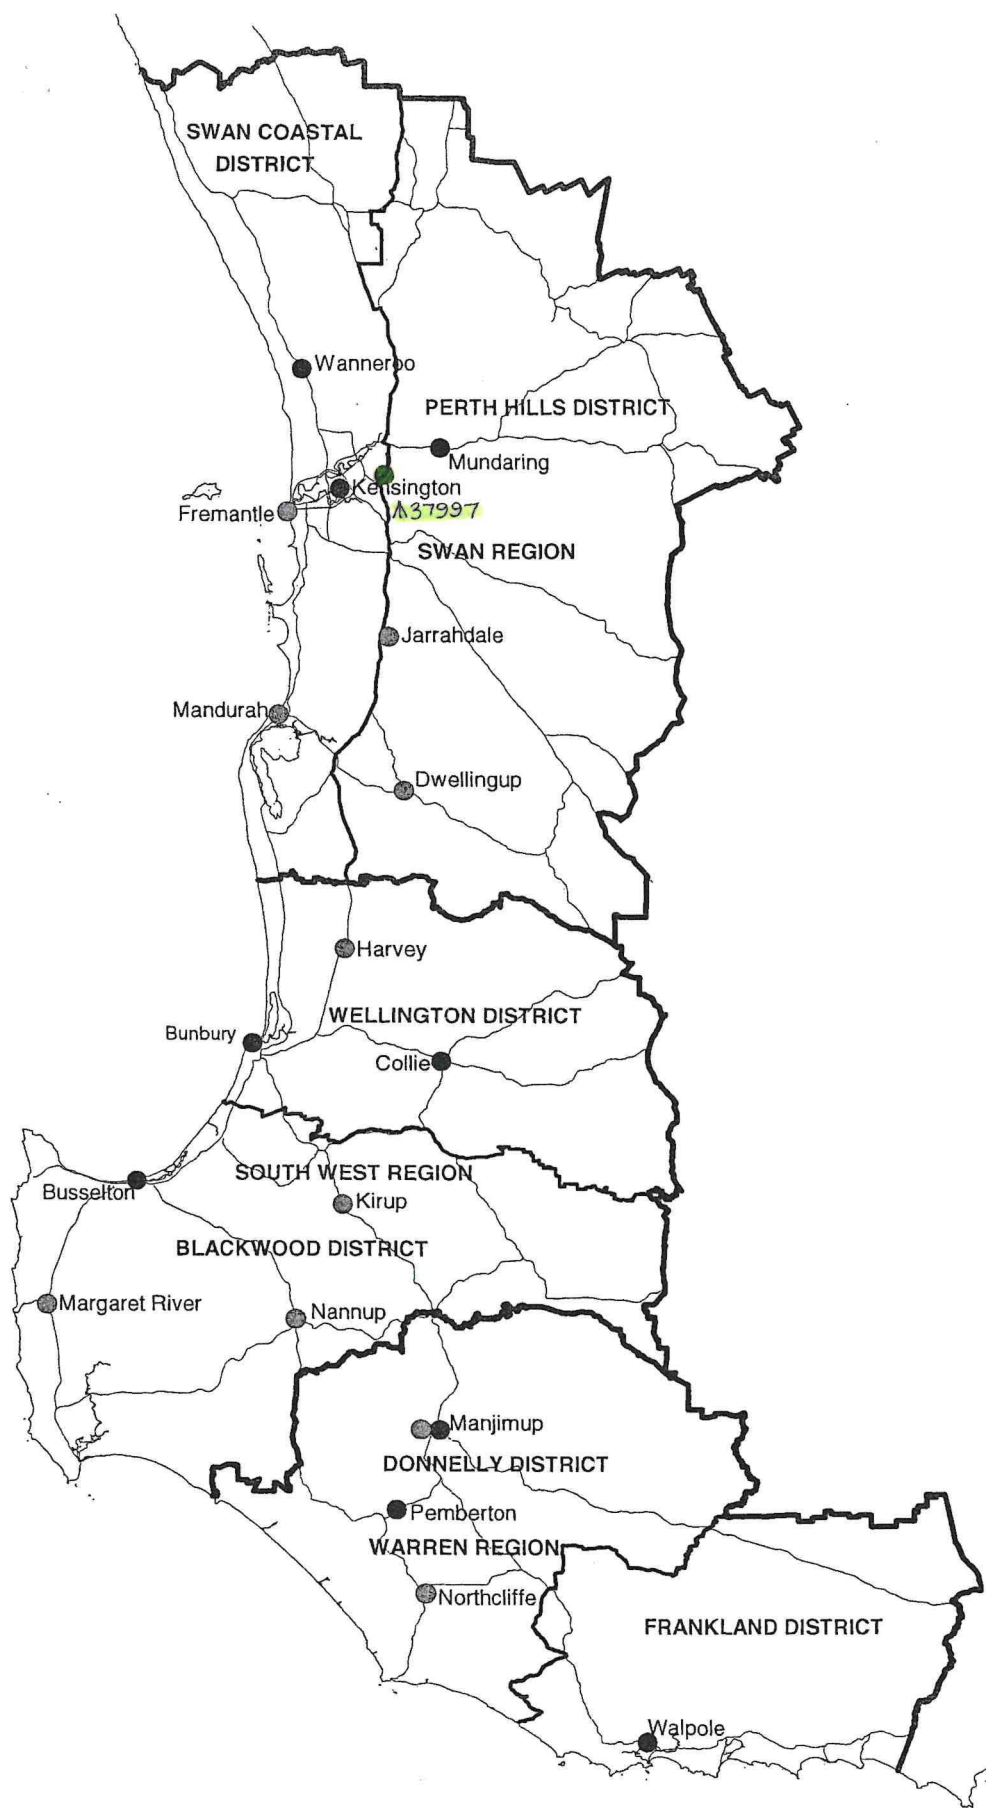 SWAN COASTAL
DISTRICT
Wanneroo
PERTH HILLS DISTRICT
Mundaring
Kensington
Fremantle
A37997
SWAN REGION
Jarrahdale
Mandurah
Dwellingup
Harvey
WELLINGTON DISTRICT
Bunbury
Collie
SOUTH WEST REGION
Busselton
Kirup
BLACKWOOD DISTRICT
Margaret River
Nannup
Manjimup
DONNELLY DISTRICT
Pemberton
WARREN REGION
Northcliffe
FRANKLAND DISTRICT
Walpole